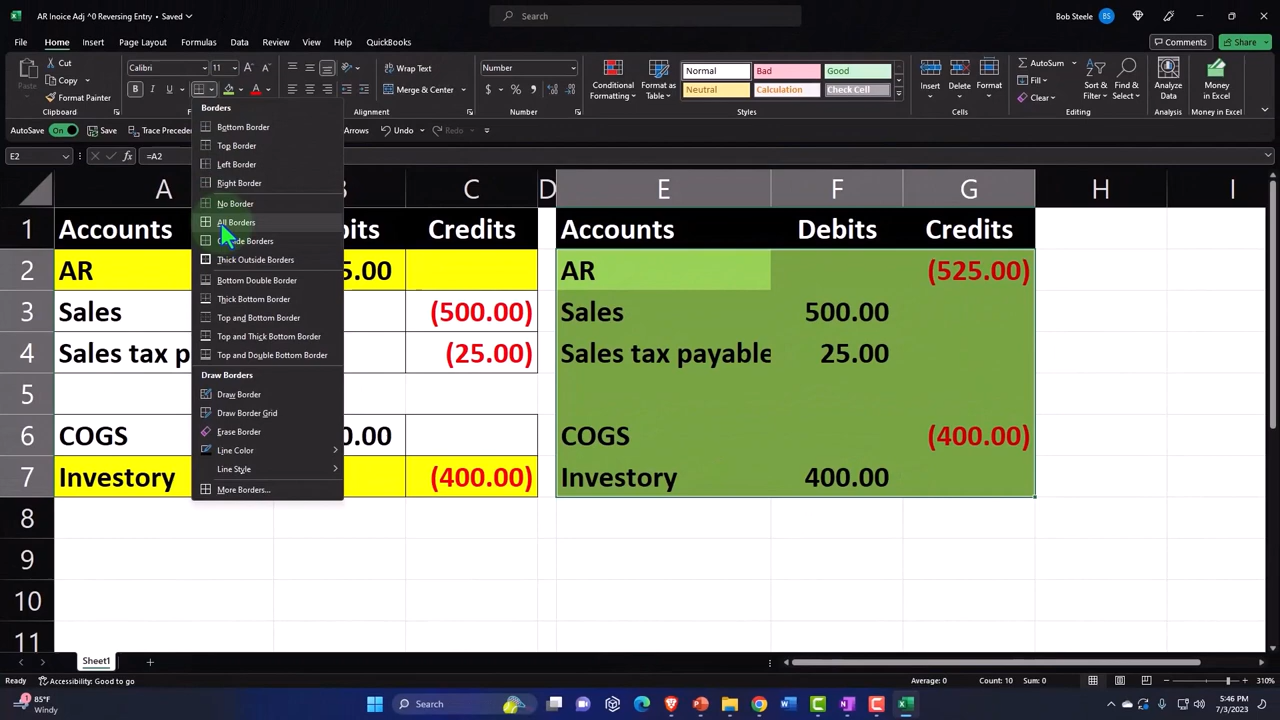 AR Inoice Adj ^0 Reversing Entry • Saved
Search
Bob Steele BS
File Home Insert Page Layout Formulas Data Review View Help QuickBooks
Comments Share
Paste
Cut
Copy
Format Painter
Clipboard
Calibri 11
B I U
Wrap Text
Merge & Center
Alignment
Number
$ %
Number
Conditional Formatting
Format as Table
Normal Bad Good
Neutral Calculation Check Cell
Styles
Insert Delete Format
Cells
AutoSum
Fill
Clear
Sort & Filter
Find & Select
Editing
Analyze Data
Analysis
Money in Excel
Money in Excel
AutoSave On Save Trace Preceder Arrows Undo Redo
E2 fx =A2
Borders
Bottom Border
Top Border
Left Border
Right Border
No Border
All Borders
Outside Borders
Thick Outside Borders
Bottom Double Border
Thick Bottom Border
Top and Bottom Border
Top and Thick Bottom Border
Top and Double Bottom Border
Draw Borders
Draw Border
Draw Border Grid
Erase Border
Line Color
Line Style
More Borders...
A C D E F G H I
1 Accounts bits Credits Accounts Debits Credits
2 AR 5.00 AR (525.00)
3 Sales (500.00) Sales 500.00
4 Sales tax p (25.00) Sales tax payable 25.00
5
6 COGS 0.00 COGS (400.00)
7 Inventory (400.00) Inventory 400.00
8
9
10
11
Sheet1
Ready Accessibility: Good to go Average: 0 Count: 10 Sum: 0 310%
85°F
Windy
Search
5:46 PM
7/3/2023